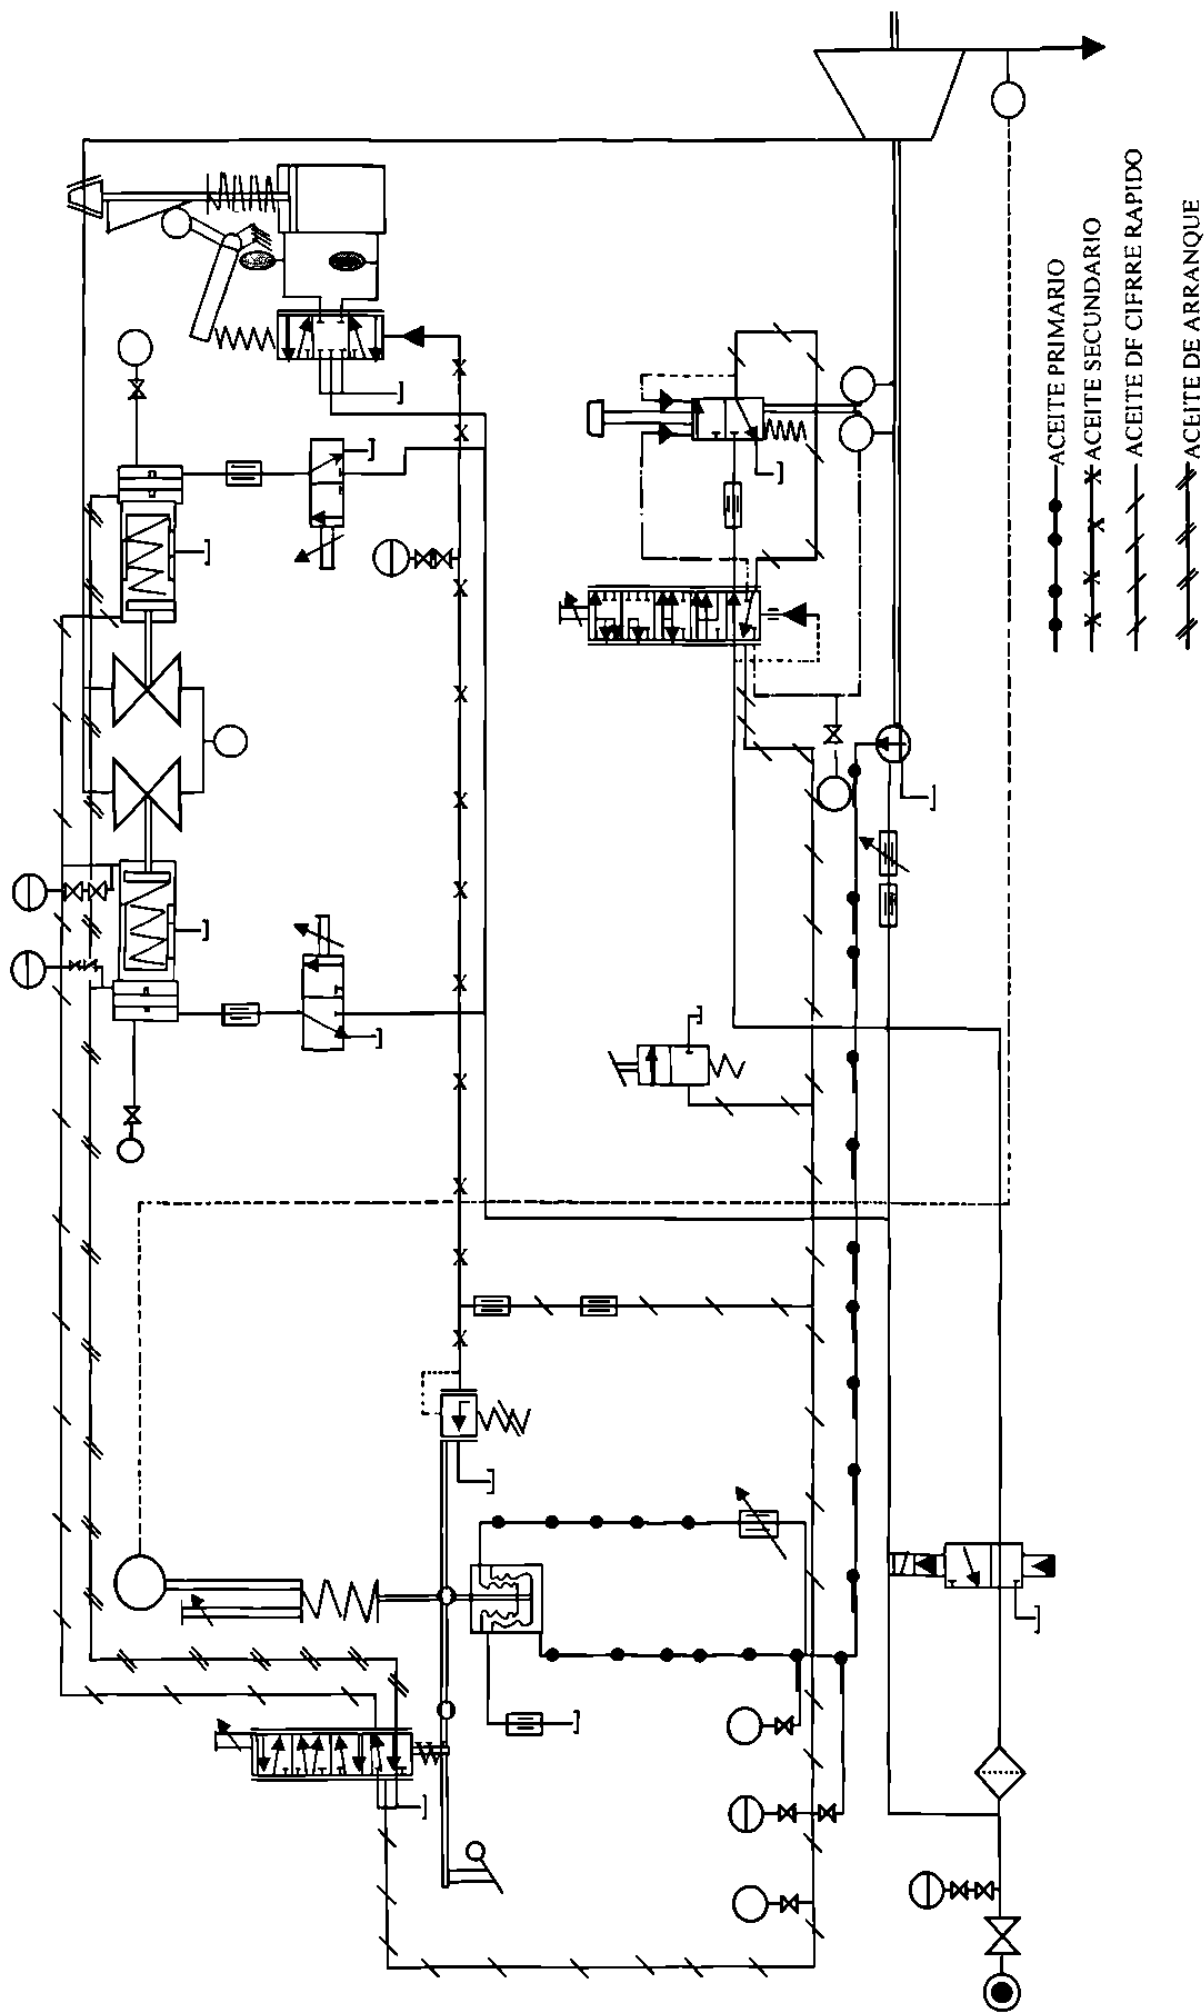 ACEITE PRIMARIO
ACEITE SECUNDARIO
ACEITE DF CIFRRE RAPIDO
ACEITE DE ARRANQUE